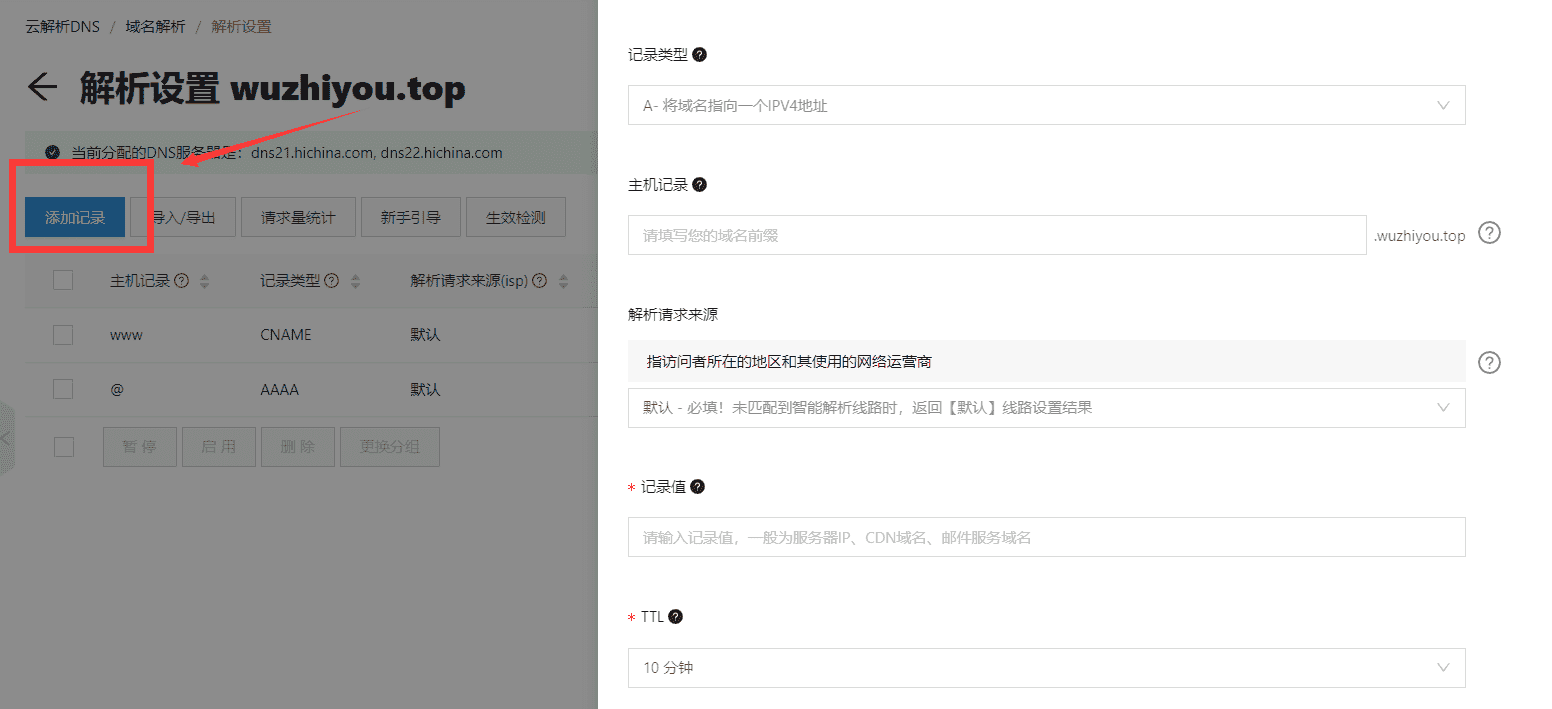 云解析DNS / 域名解析 / 解析设置
解析设置 wuzhiyou.top
当前分配的DNS服务器是：dns21.hichina.com, dns22.hichina.com
添加记录 导入/导出 请求量统计 新手引导 生效检测
主机记录 记录类型 解析请求来源(isp)
www CNAME 默认
@ AAAA 默认
暂停 启用 删除 更换分组
记录类型
A- 将域名指向一个IPV4地址
主机记录
请填写您的域名前缀 .wuzhiyou.top
解析请求来源
指访问者所在的地区和其使用的网络运营商
默认 - 必填！未匹配到智能解析线路时，返回【默认】线路设置结果
* 记录值
请输入记录值，一般为服务器IP、CDN域名、邮件服务域名
* TTL
10 分钟